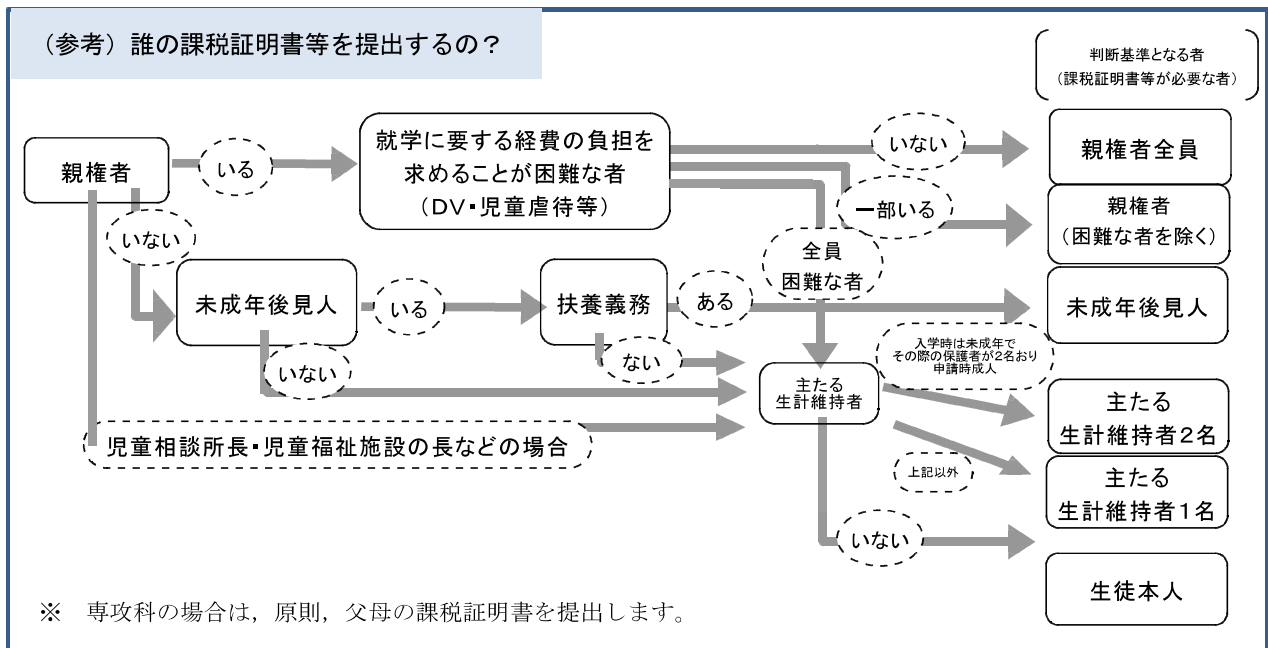 （参考）誰の課税証明書等を提出するの？
判断基準となる者
（課税証明書等が必要な者）
親権者
いる
就学に要する経費の負担を
求めることが困難な者
（DV・児童虐待等）
いない
親権者全員
一部いる
親権者
（困難な者を除く）
全員
困難な者
いない
未成年後見人
いる
扶養義務
ある
未成年後見人
いない
ない
入学時は未成年で
その際の保護者が2名おり
申請時成人
主たる
生計維持者
主たる
生計維持者２名
児童相談所長・児童福祉施設の長などの場合
上記以外
主たる
生計維持者１名
いない
生徒本人
※　専攻科の場合は，原則，父母の課税証明書を提出します。